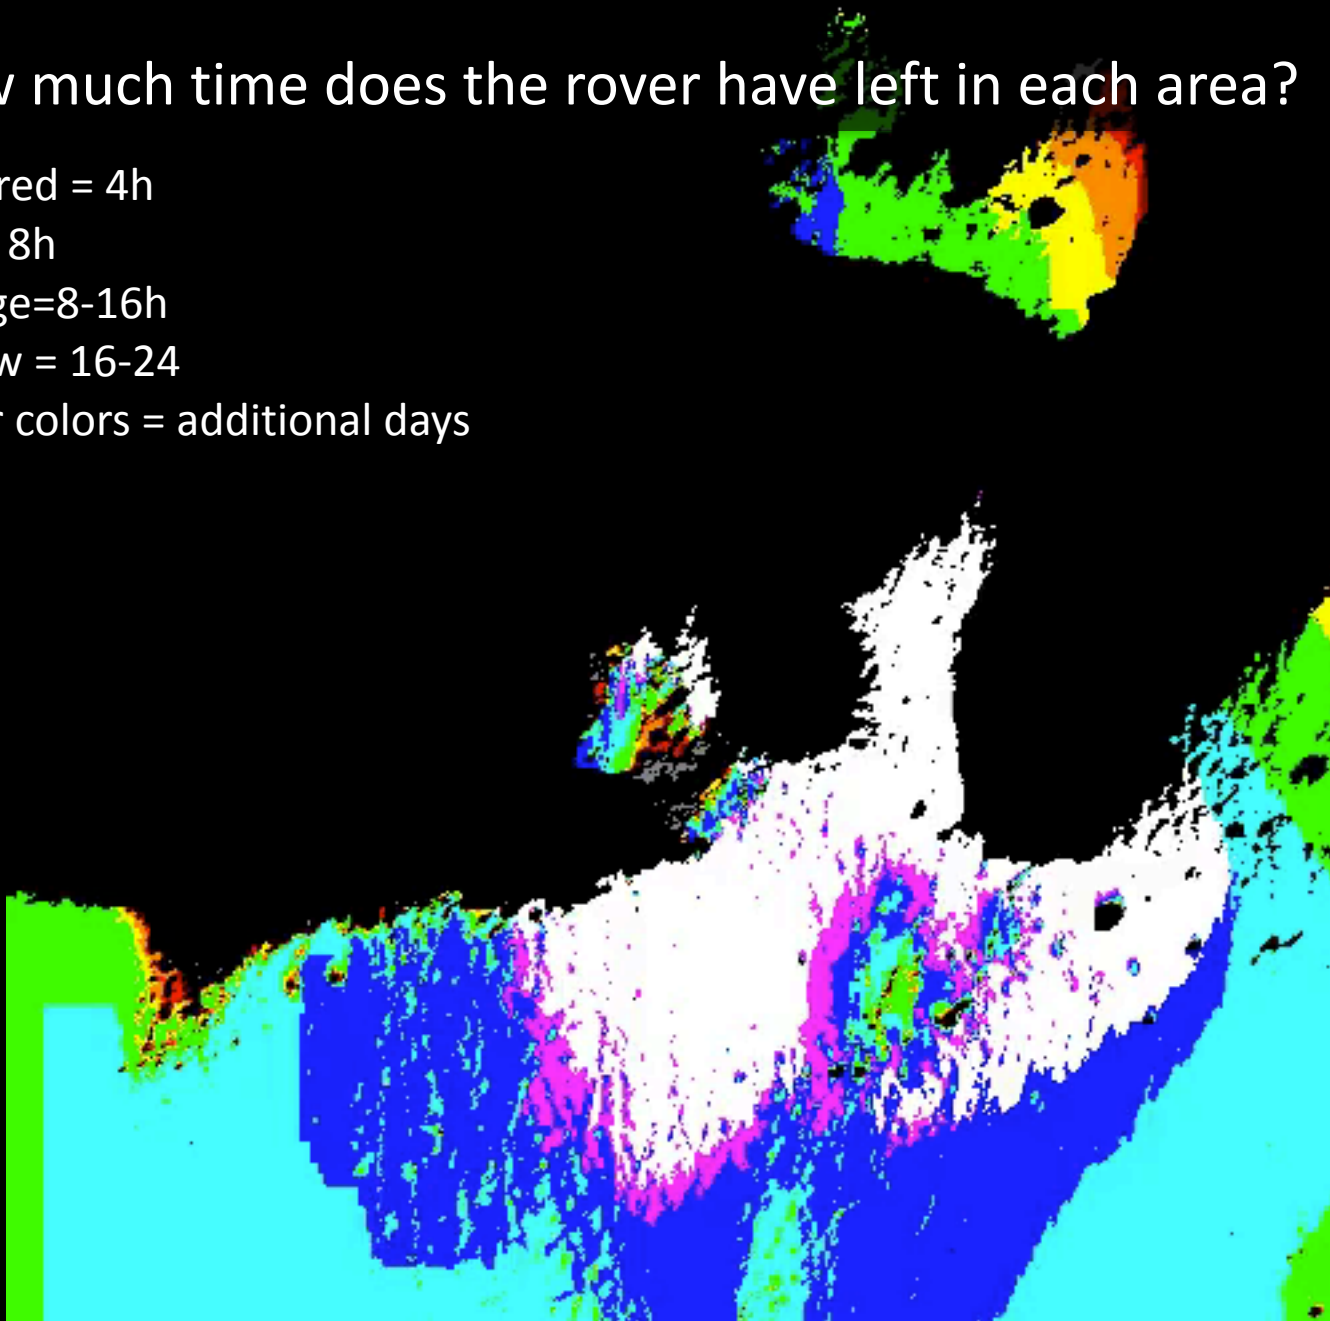 w much time does the rover have left in each area?
red = 4h
8h
ge=8-16h
w = 16-24
r colors = additional days